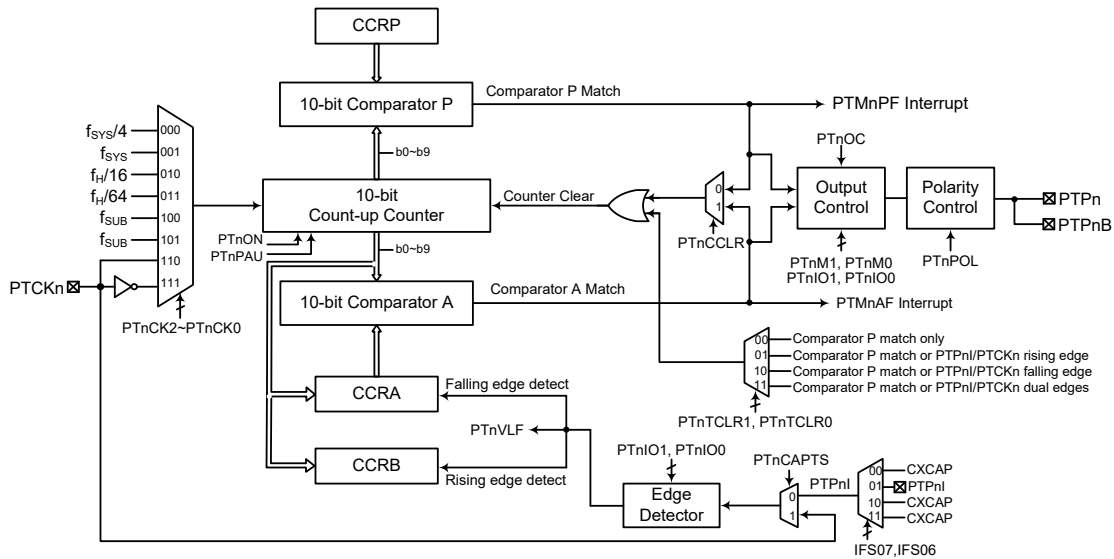 CCRP
10-bit Comparator P
Comparator P Match
PTMnPF Interrupt
b0~b9
fSYS/4
fSYS
fH/16
fH/64
fSUB
fSUB
000
001
010
011
100
101
110
111
PTCKn
PTnCK2~PTnCK0
10-bit
Count-up Counter
PTnON
PTnPAU
Counter Clear
0
1
PTnCCLR
PTnOC
Output
Control
PTnM1, PTnM0
PTnIO1, PTnIO0
Polarity
Control
PTnPOL
PTPn
PTPnB
b0~b9
10-bit Comparator A
Comparator A Match
PTMnAF Interrupt
00
01
10
11
Comparator P match only
Comparator P match or PTPnI/PTCKn rising edge
Comparator P match or PTPnI/PTCKn falling edge
Comparator P match or PTPnI/PTCKn dual edges
PTnTCLR1, PTnTCLR0
CCRA
Falling edge detect
PTnVLF
CCRB
Rising edge detect
PTnIO1, PTnIO0
Edge
Detector
PTnCAPTS
0
1
PTPnI
00
01
10
11
CXCAP
PTPnI
CXCAP
CXCAP
IFS07,IFS06